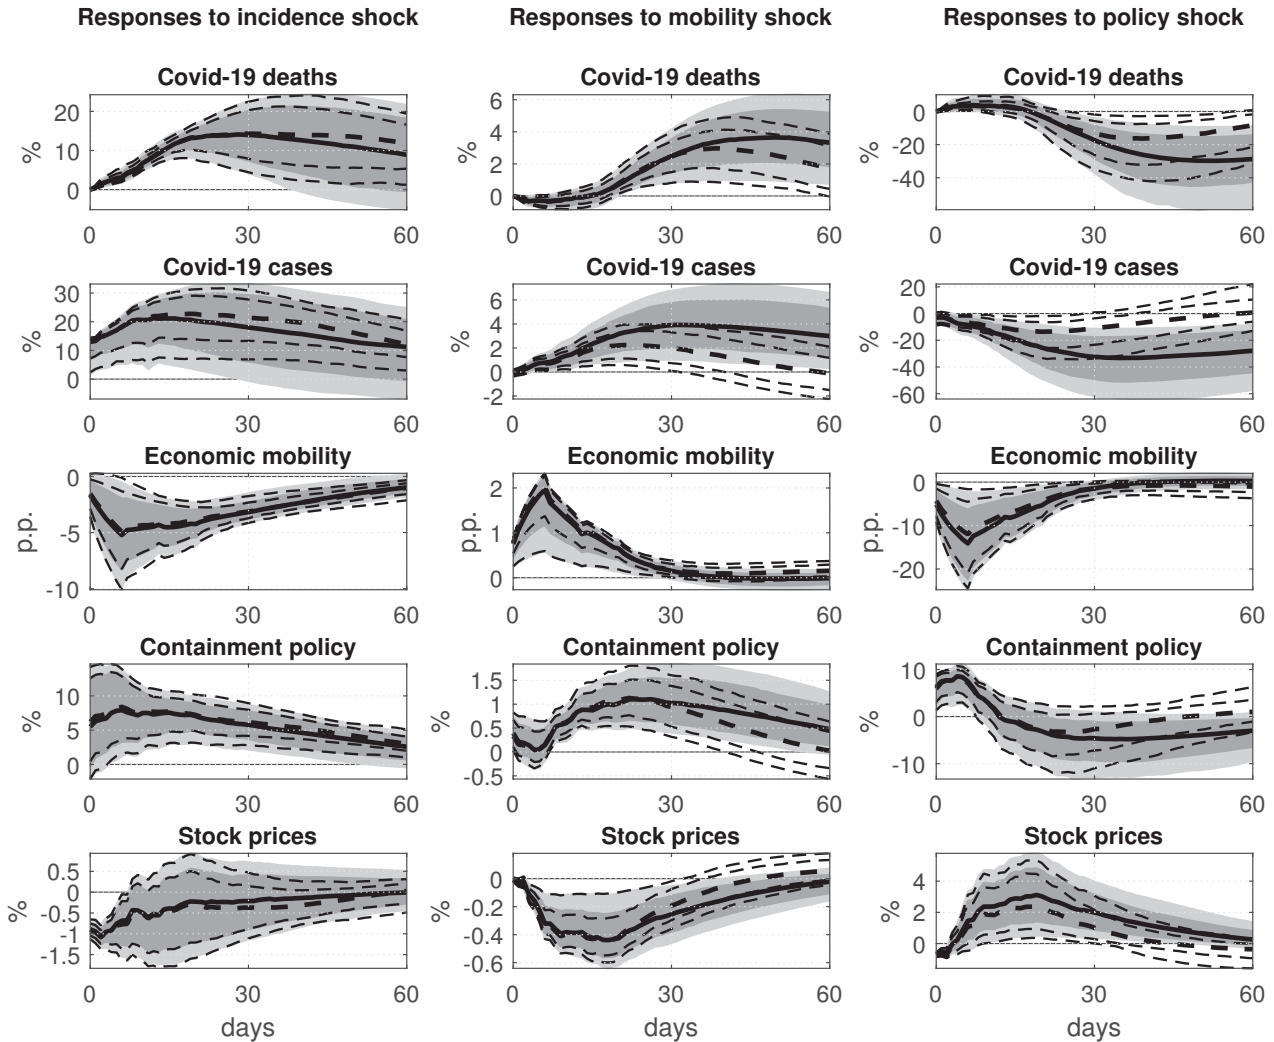 Responses to incidence shock Responses to mobility shock Responses to policy shock
Covid-19 deaths Covid-19 deaths Covid-19 deaths
20
10
0
%
0 30 60
6
4
2
0
%
0 30 60
0
-20
-40
%
0 30 60
Covid-19 cases Covid-19 cases Covid-19 cases
30
20
10
0
%
0 30 60
6
4
2
0
-2
%
0 30 60
20
0
-20
-40
-60
%
0 30 60
Economic mobility Economic mobility Economic mobility
0
-5
-10
p.p.
0 30 60
2
1
0
p.p.
0 30 60
0
-10
-20
p.p.
0 30 60
Containment policy Containment policy Containment policy
10
5
0
%
0 30 60
1.5
1
0.5
0
-0.5
%
0 30 60
10
0
-10
%
0 30 60
Stock prices Stock prices Stock prices
0.5
0
-0.5
-1
-1.5
%
0 30 60
days
0
-0.2
-0.4
-0.6
%
0 30 60
days
4
2
0
%
0 30 60
days